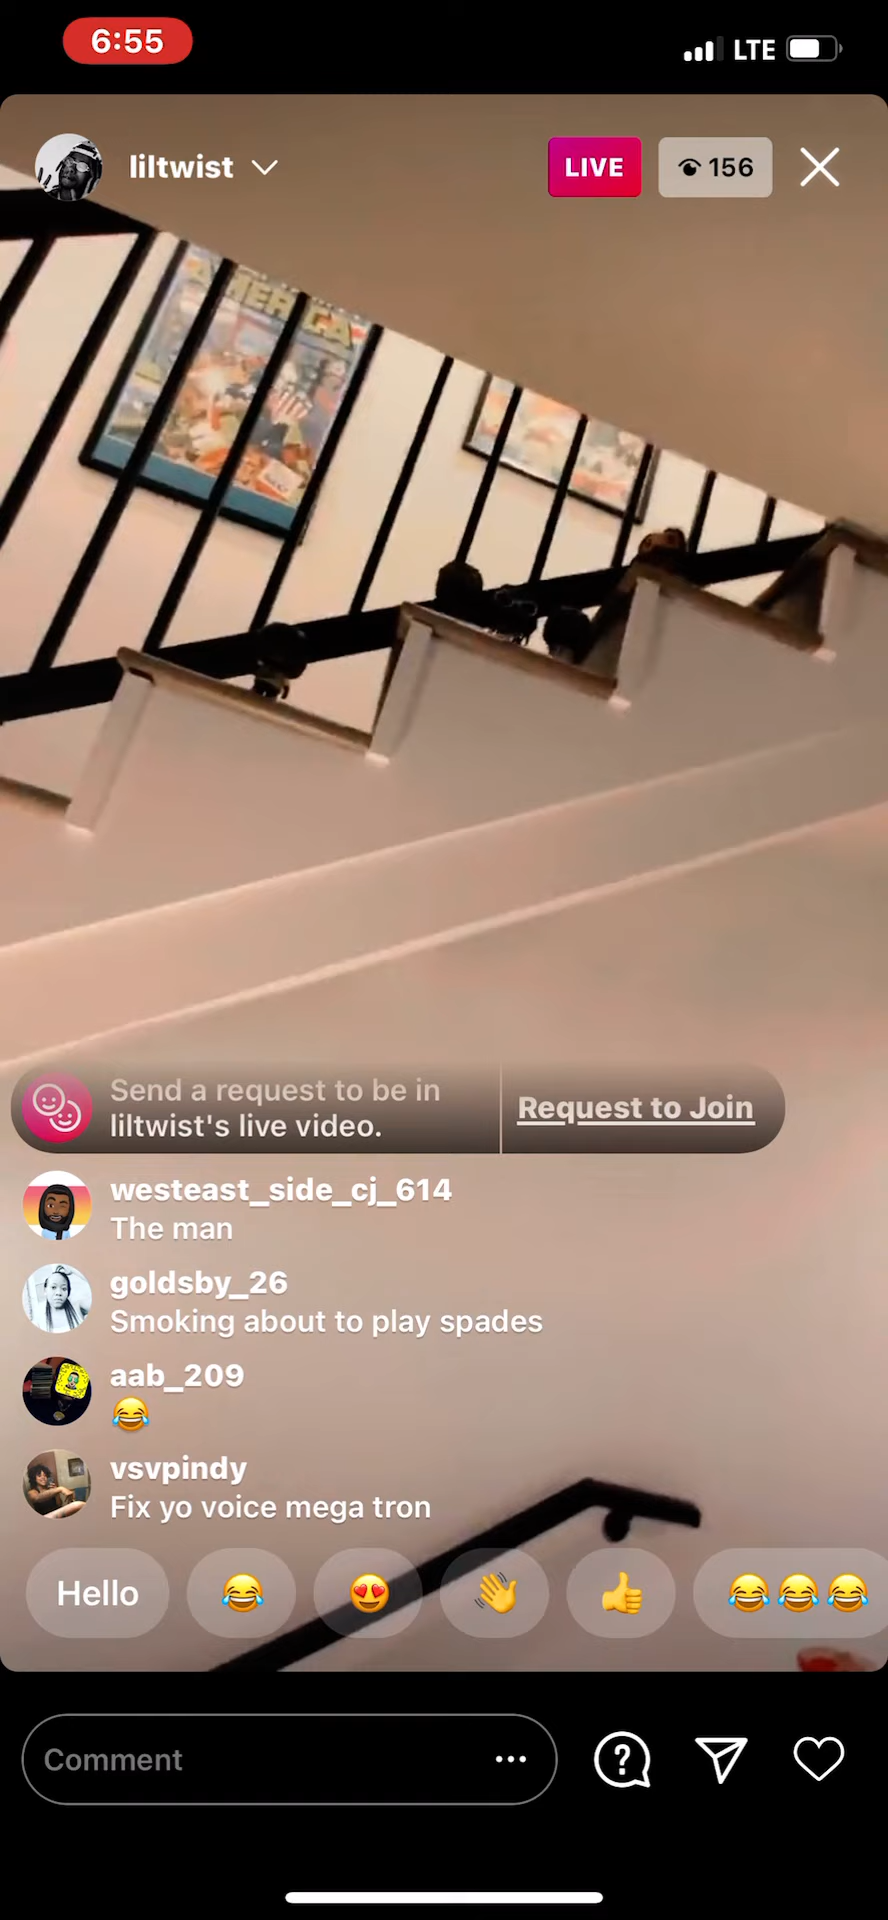 6:55
LTE
liltwist
LIVE
156
AMERICA
Send a request to be in
liltwist's live video.
Request to Join
westeast_side_cj_614
The man
goldsby_26
Smoking about to play spades
aab_209
😂
vsvpindy
Fix yo voice mega tron
Hello 😂 😍 👋 👍 😂😂😂
Comment